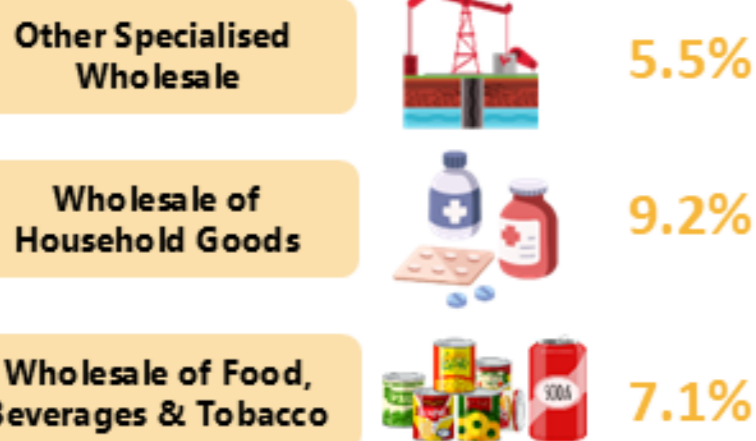 Other Specialised
Wholesale
5.5%
Wholesale of
Household Goods
9.2%
Wholesale of Food,
Beverages & Tobacco
SODA
7.1%